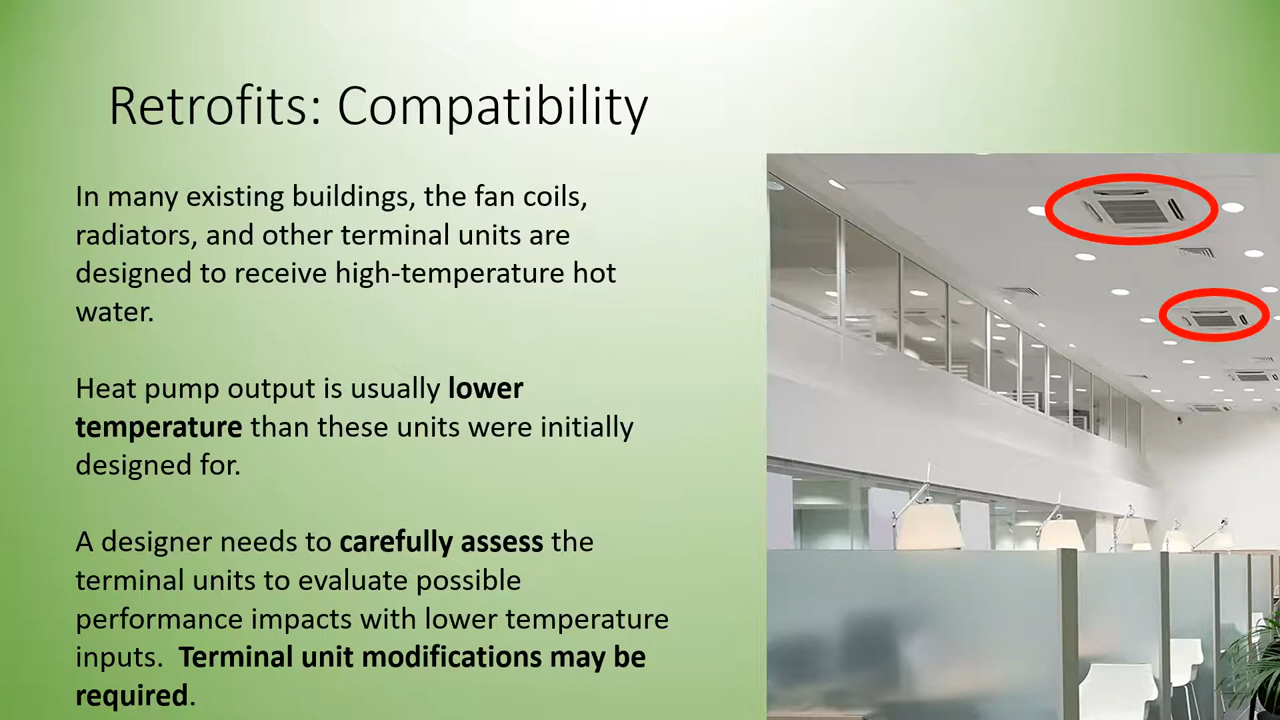 Retrofits: Compatibility
In many existing buildings, the fan coils,
radiators, and other terminal units are
designed to receive high-temperature hot
water.
Heat pump output is usually lower
temperature than these units were initially
designed for.
A designer needs to carefully assess the
terminal units to evaluate possible
performance impacts with lower temperature
inputs.  Terminal unit modifications may be
required.